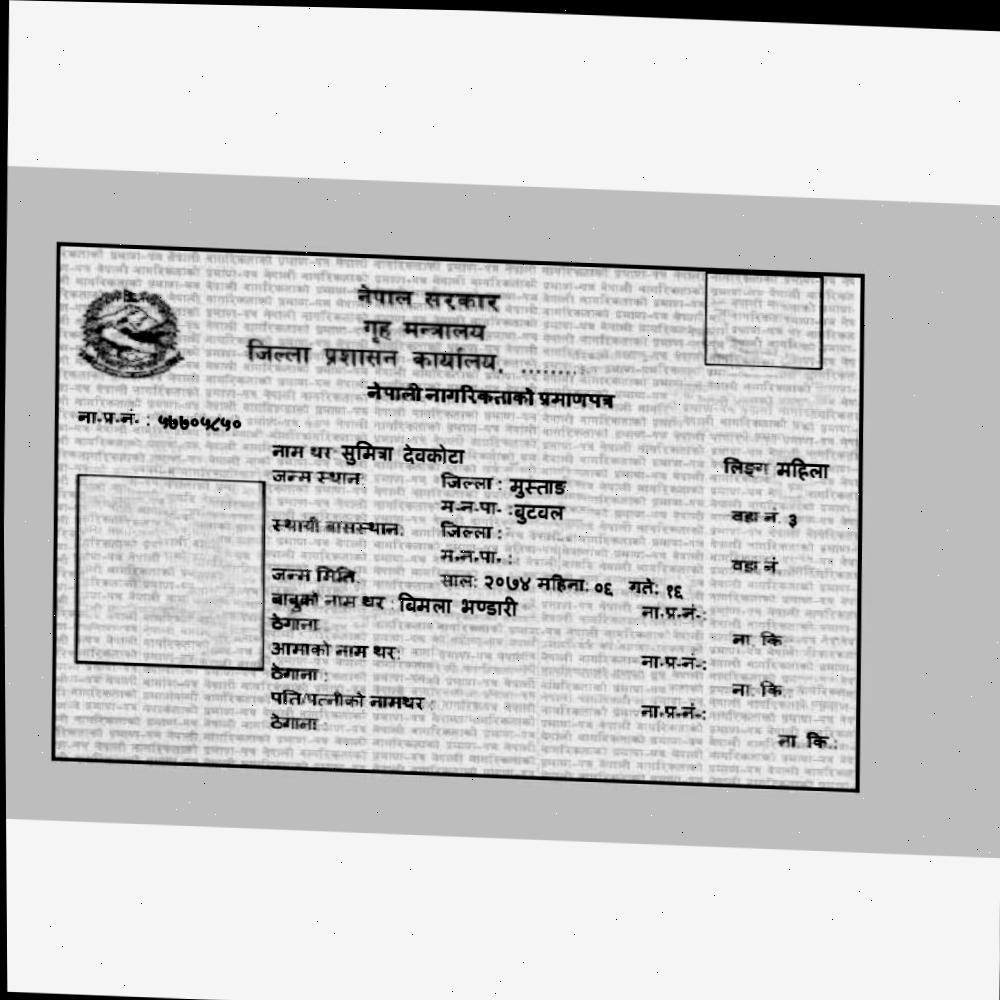 नेपाल सरकार
गृह मन्त्रालय
जिल्ला प्रशासन कार्यालय, ........
नेपाली नागरिकताको प्रमाणपत्र
ना.प्र.नं. : ५७७०५८५०
नाम थर सुमित्रा देवकोटा लिङ्ग महिला
जन्म स्थान: जिल्ला : मुस्ताङ
म.न.पा. :बुटवल वडा नं. ३
स्थायी बासस्थान: जिल्ला :
म.न.पा. : वडा नं
जन्म मिति: साल: २०७४ महिना: ०६ गते: १६
बाबुको नाम थर : बिमला भण्डारी ना.प्र.नं.:
ठेगाना : ना. कि.:
आमाको नाम थर: ना.प्र.नं.:
ठेगाना : ना. कि.:
पति/पत्नीको नामथर : ना.प्र.नं.:
ठेगाना : ना. कि.: